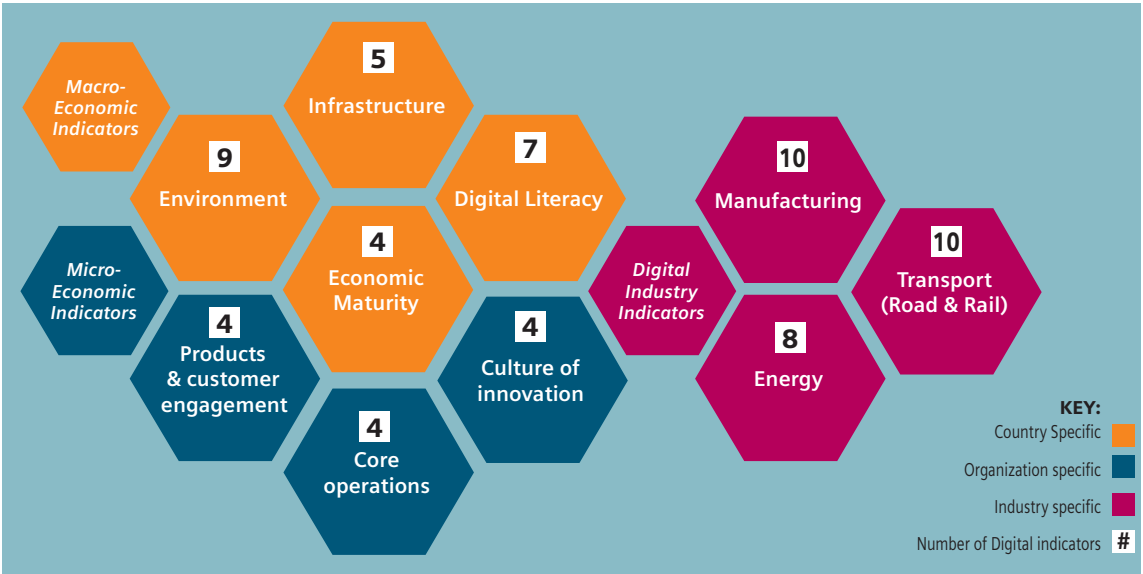 Macro-
Economic
Indicators
5
Infrastructure
9
Environment
7
Digital Literacy
4
Economic
Maturity
Micro-
Economic
Indicators
4
Products
& customer
engagement
4
Core
operations
4
Culture of
innovation
Digital
Industry
Indicators
10
Manufacturing
10
Transport
(Road & Rail)
8
Energy
KEY:
Country Specific
Organization specific
Industry specific
Number of Digital indicators #